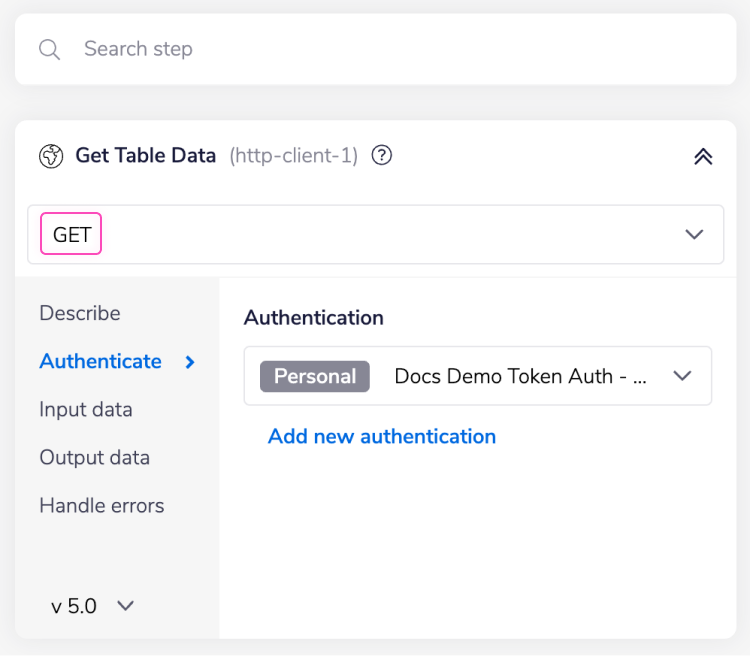 Search step
Get Table Data (http-client-1) ?
GET
Describe
Authenticate
Input data
Output data
Handle errors
v 5.0
Authentication
Personal Docs Demo Token Auth - ...
Add new authentication